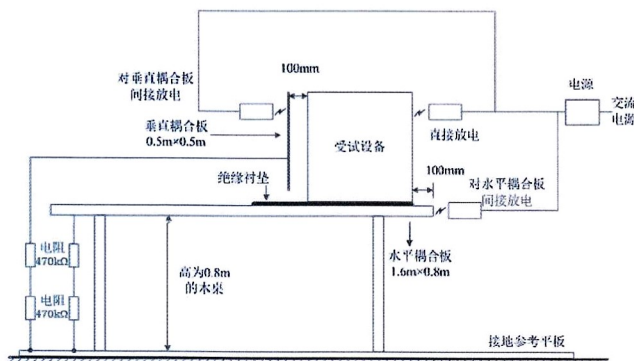 100mm
对垂直耦合板
间接放电
电源
交流
电源
垂直耦合板
0.5m×0.5m
受试设备
直接放电
绝缘衬垫
100mm
对水平耦合板
间接放电
水平耦合板
1.6m×0.8m
高为0.8m
的木桌
电阻
470kΩ
电阻
470kΩ
接地参考平板